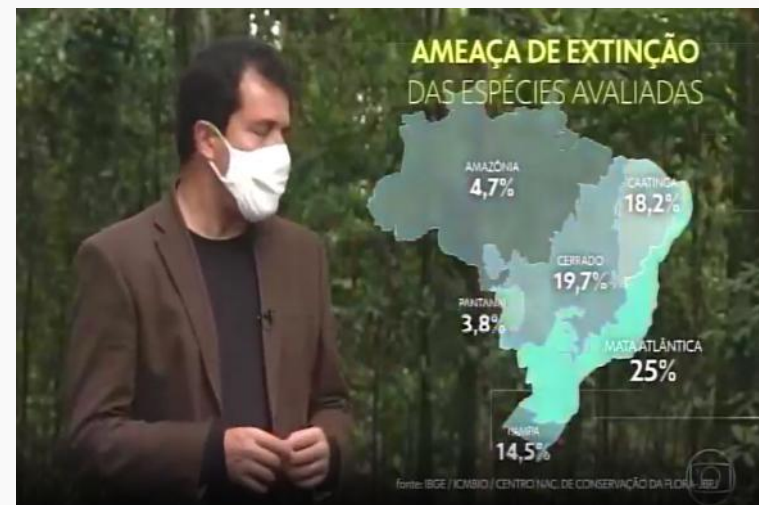 AMEAÇA DE EXTINÇÃO
DAS ESPÉCIES AVALIADAS
AMAZÔNIA
4,7%
CAATINGA
18,2%
CERRADO
19,7%
PANTANAL
3,8%
MATA ATLÂNTICA
25%
PAMPA
14,5%
fonte: IBGE / ICMBIO / CENTRO NAC. DE CONSERVAÇÃO DA FLORA - JBRJ